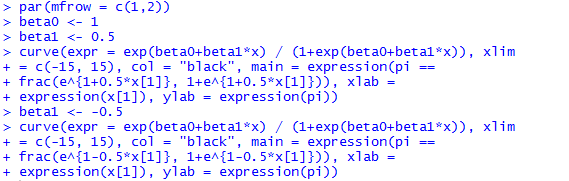 > par(mfrow = c(1,2))
> beta0 <- 1
> beta1 <- 0.5
> curve(expr = exp(beta0+beta1*x) / (1+exp(beta0+beta1*x)), xlim
+ = c(-15, 15), col = "black", main = expression(pi ==
+ frac(e^{1+0.5*x[1]}, 1+e^{1+0.5*x[1]})), xlab =
+ expression(x[1]), ylab = expression(pi))
> beta1 <- -0.5
> curve(expr = exp(beta0+beta1*x) / (1+exp(beta0+beta1*x)), xlim
+ = c(-15, 15), col = "black", main = expression(pi ==
+ frac(e^{1-0.5*x[1]}, 1+e^{1-0.5*x[1]})), xlab =
+ expression(x[1]), ylab = expression(pi))